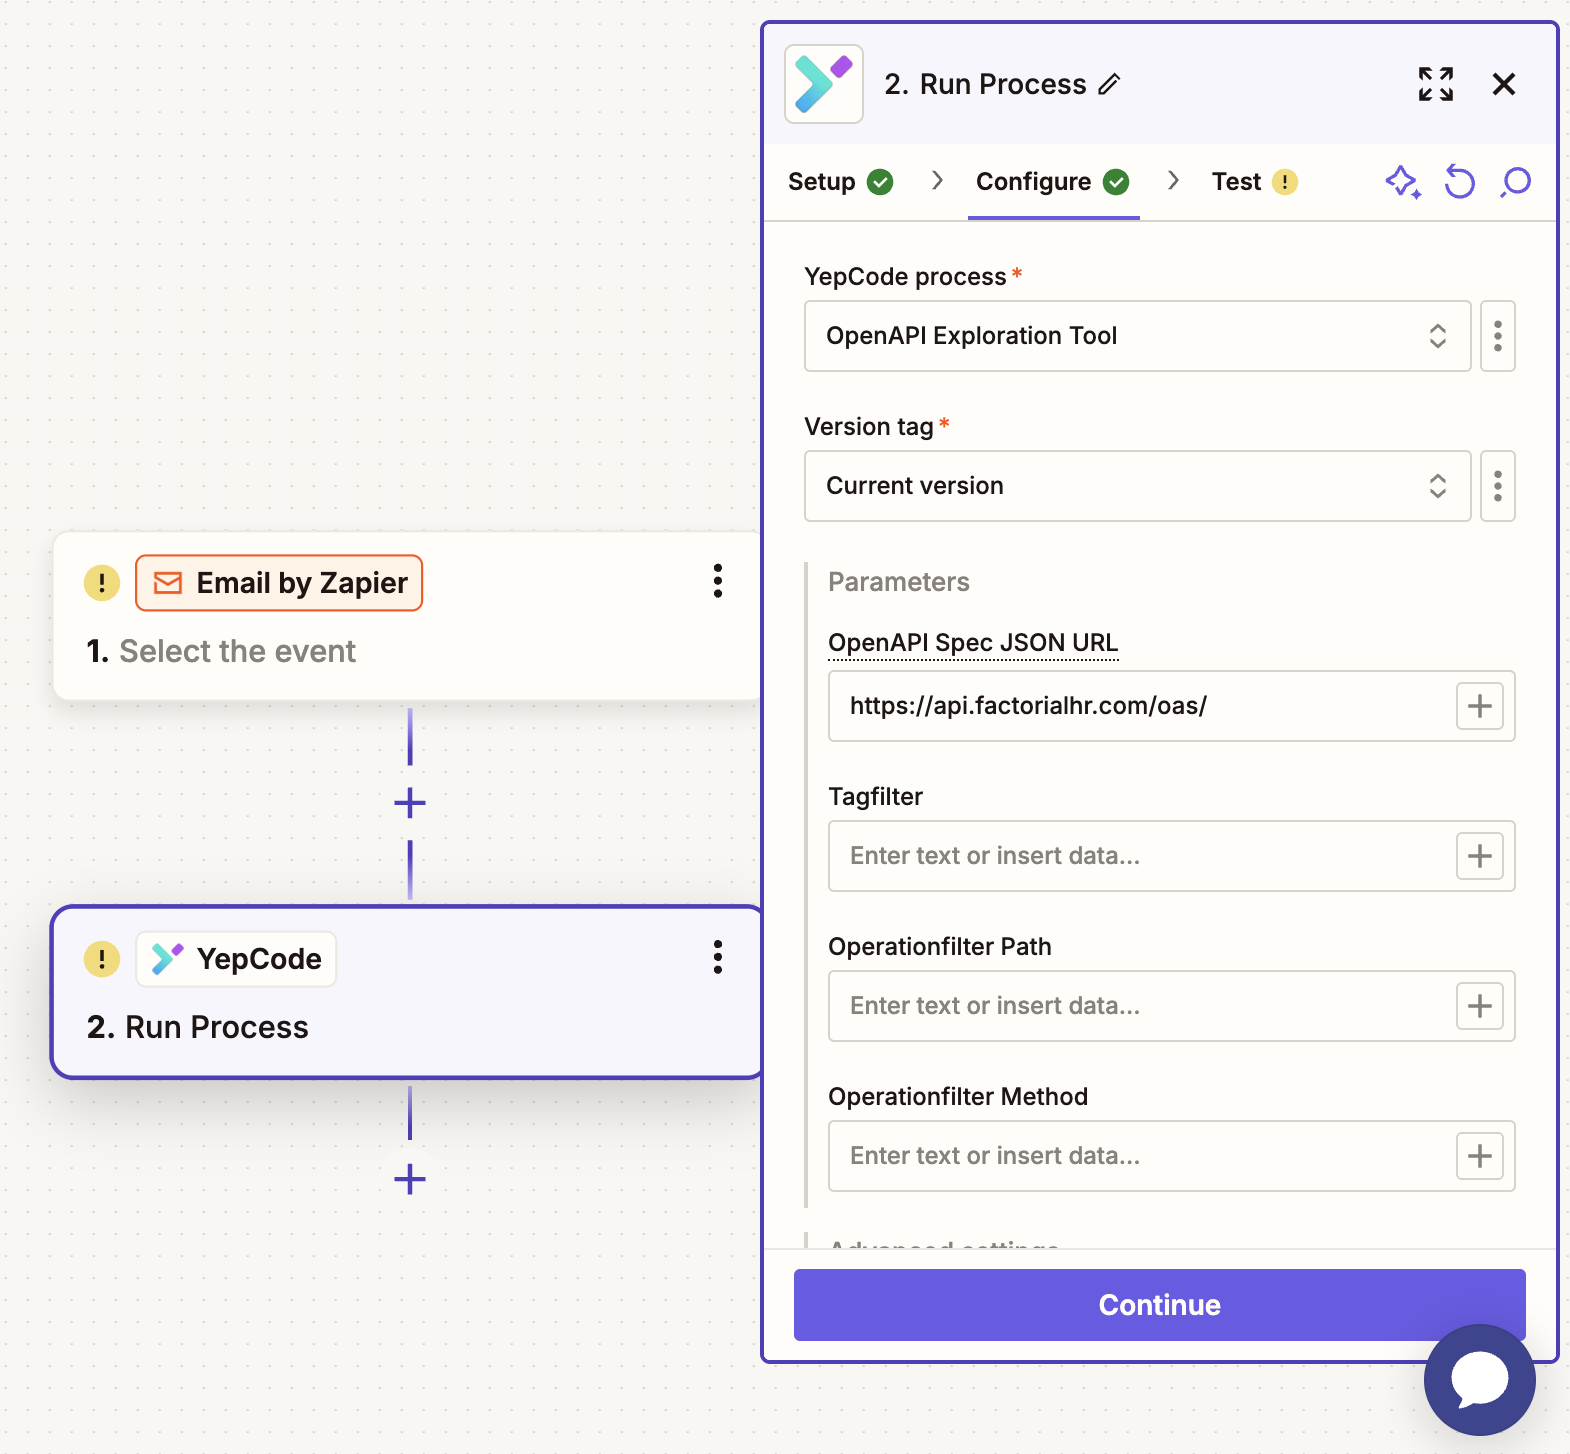 Email by Zapier
1. Select the event
YepCode
2. Run Process
2. Run Process
Setup
Configure
Test
YepCode process*
OpenAPI Exploration Tool
Version tag*
Current version
Parameters
OpenAPI Spec JSON URL
https://api.factorialhr.com/oas/
Tagfilter
Enter text or insert data...
Operationfilter Path
Enter text or insert data...
Operationfilter Method
Enter text or insert data...
Advanced settings
Continue